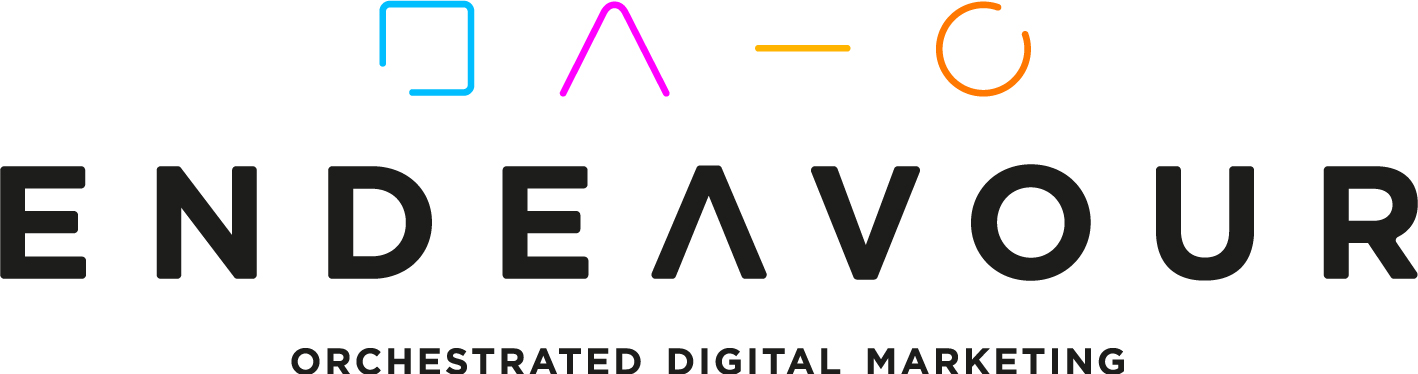 ENDEAVOUR
ORCHESTRATED DIGITAL MARKETING